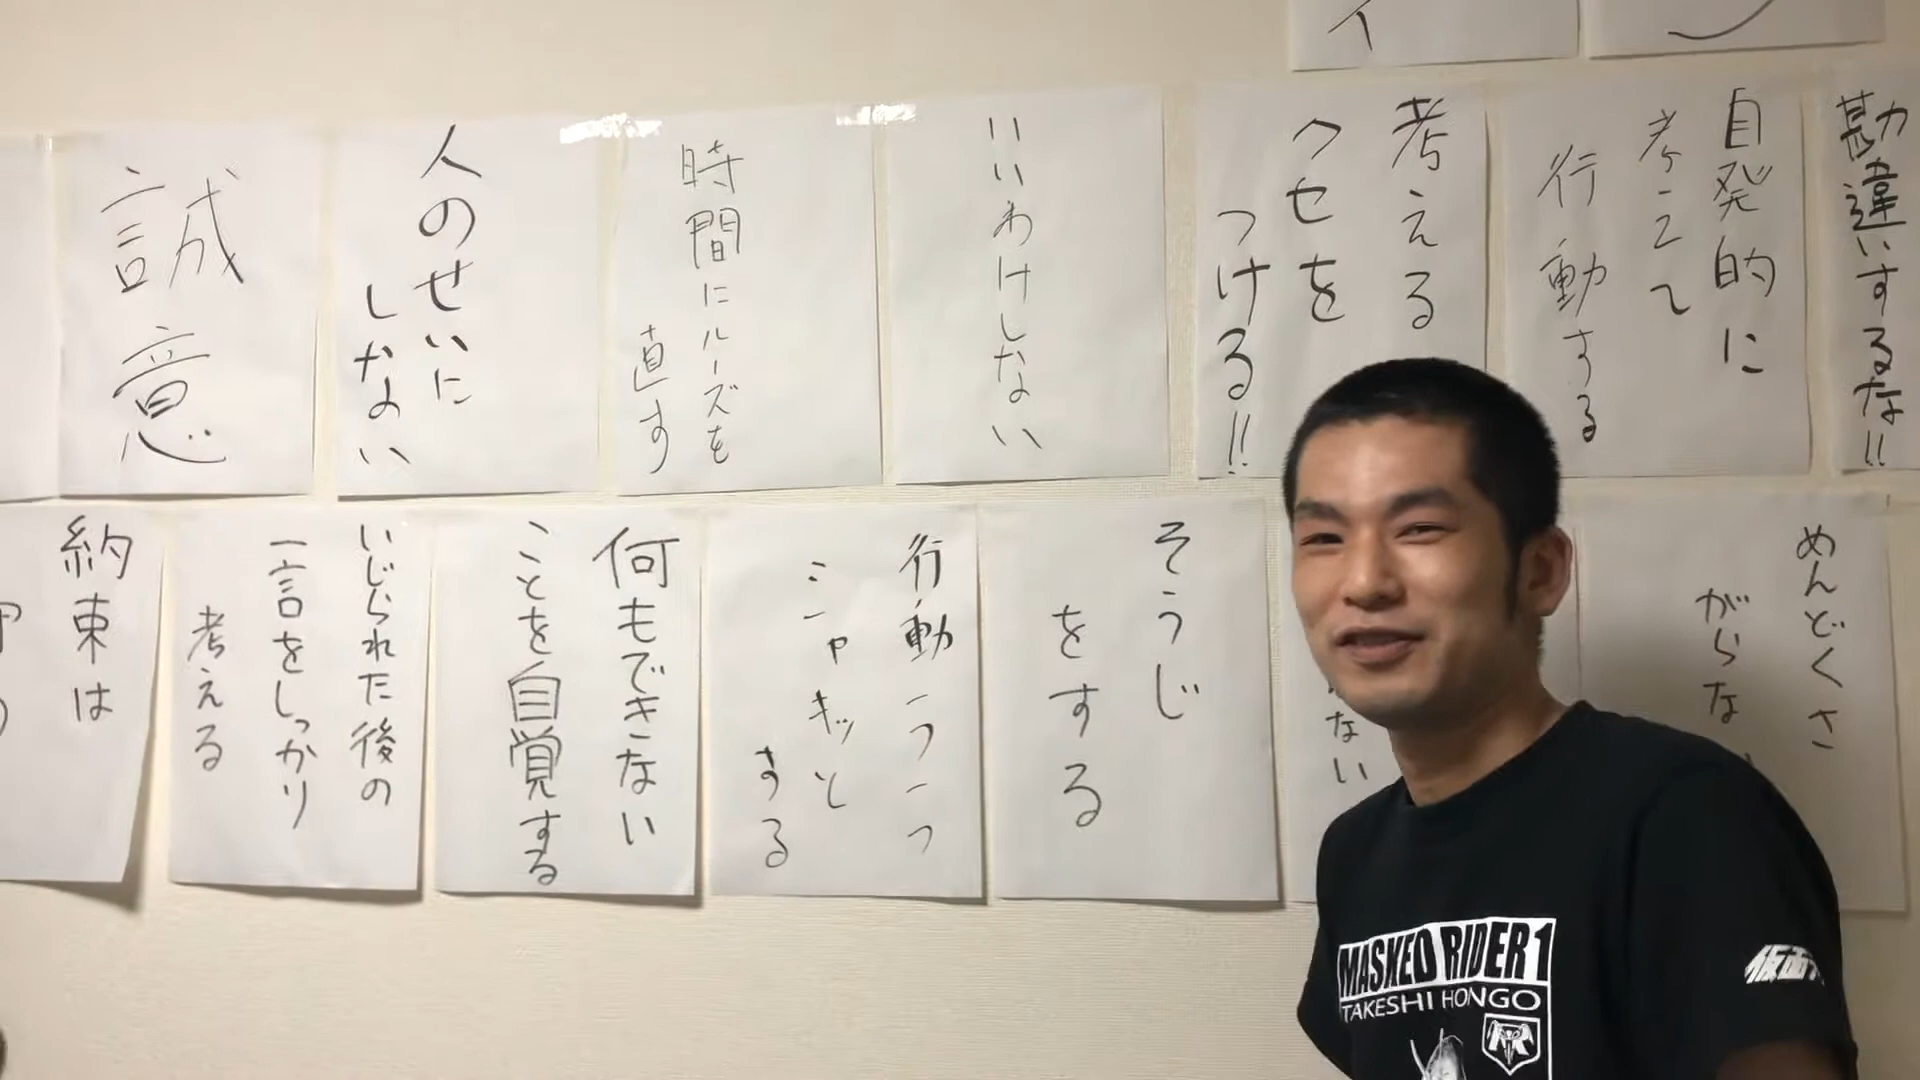 勘違いするな!!
自発的に
考えて
行動する
考える
クセを
つける!!
いいわけしない
時間にルーズを
直す
人のせいに
しない
誠意
めんどくさ
がらな
ない
そうじ
をする
行動一つ一つ
シャキッと
する
何もできない
ことを自覚する
いじられた後の
一言をしっかり
考える
約束は
MASKED RIDER 1
TAKESHI HONGO
仮面